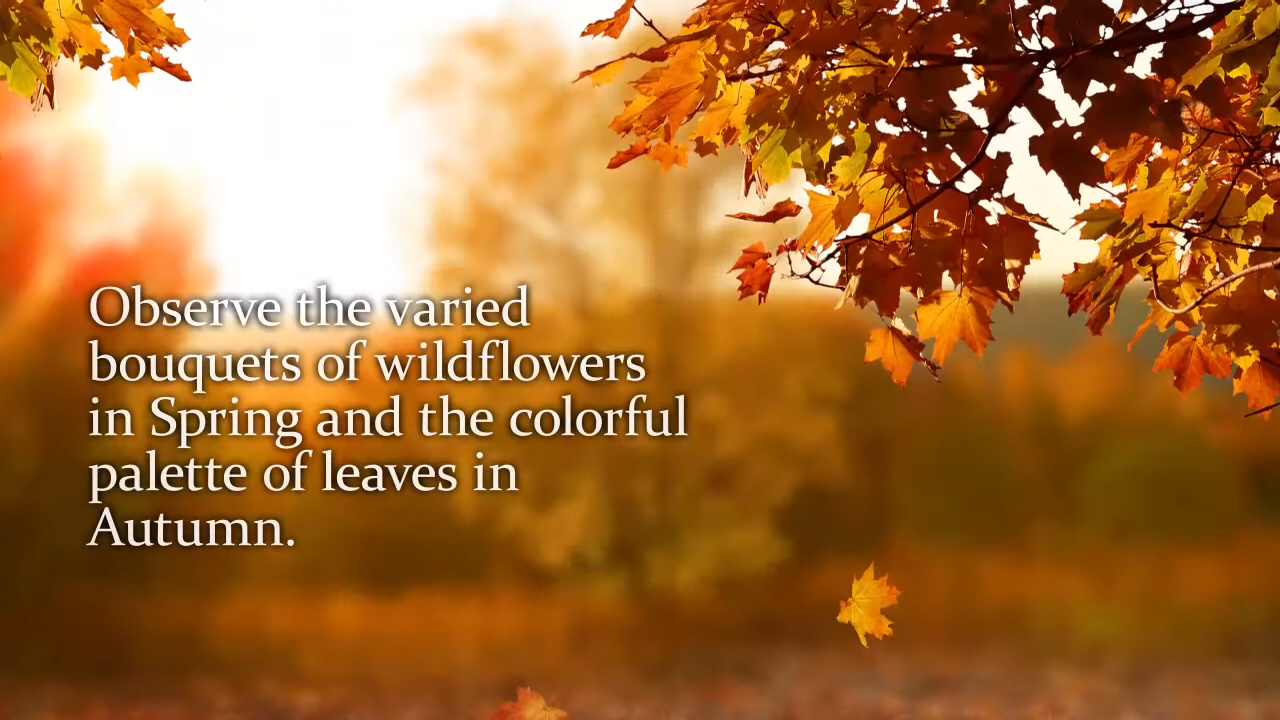 Observe the varied
bouquets of wildflowers
in Spring and the colorful
palette of leaves in
Autumn.